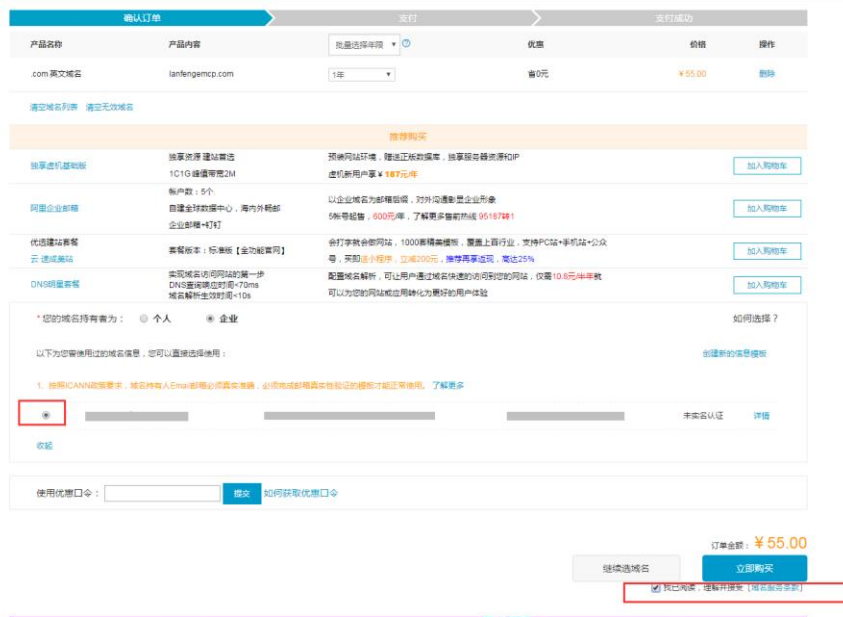 确认订单 支付 支付成功
产品名称 产品内容 批量选择年限 优惠 价格 操作
.com 英文域名 lanfengemcp.com 1年 省0元 ￥55.00 删除
清空域名列表 清空无效域名
推荐购买
独享虚机基础版 独享资源 建站首选 预装网站环境，赠送正版数据库，独享服务器资源和IP 加入购物车
1C1G 峰值带宽2M 虚机新用户享￥187元/年
阿里企业邮箱 帐户数：5个 以企业域名为邮箱后缀，对外沟通彰显企业形象 加入购物车
自建全球数据中心，海内外畅邮 5帐号起售，600元/年，了解更多售前热线 95187转1
企业邮箱+钉钉
优选建站套餐 套餐版本：标准版【全功能官网】 会打字就会做网站，1000套精美模板，覆盖上百行业，支持PC站+手机站+公众
云·速成美站 号，买即送小程序，立减200元，推荐再享返现，高达25% 加入购物车
DNS明星套餐 实现域名访问网站的第一步 配置域名解析，可让用户通过域名快速的访问到您的网站，仅需10.8元/半年就 加入购物车
DNS查询响应时间<70ms 可以为您的网站或应用转化为更好的用户体验
域名解析生效时间<10s
* 您的域名持有者为： 个人 企业 如何选择？
以下为您曾使用过的域名信息，您可以直接选择使用： 创建新的信息模板
1、按照ICANN政策要求，域名持有人Email邮箱必须真实准确，必须完成邮箱真实性验证的模板才能正常使用。 了解更多
未实名认证 详情
收起
使用优惠口令： 提交 如何获取优惠口令
订单金额：￥55.00
继续选域名 立即购买
我已阅读，理解并接受 [域名服务条款]